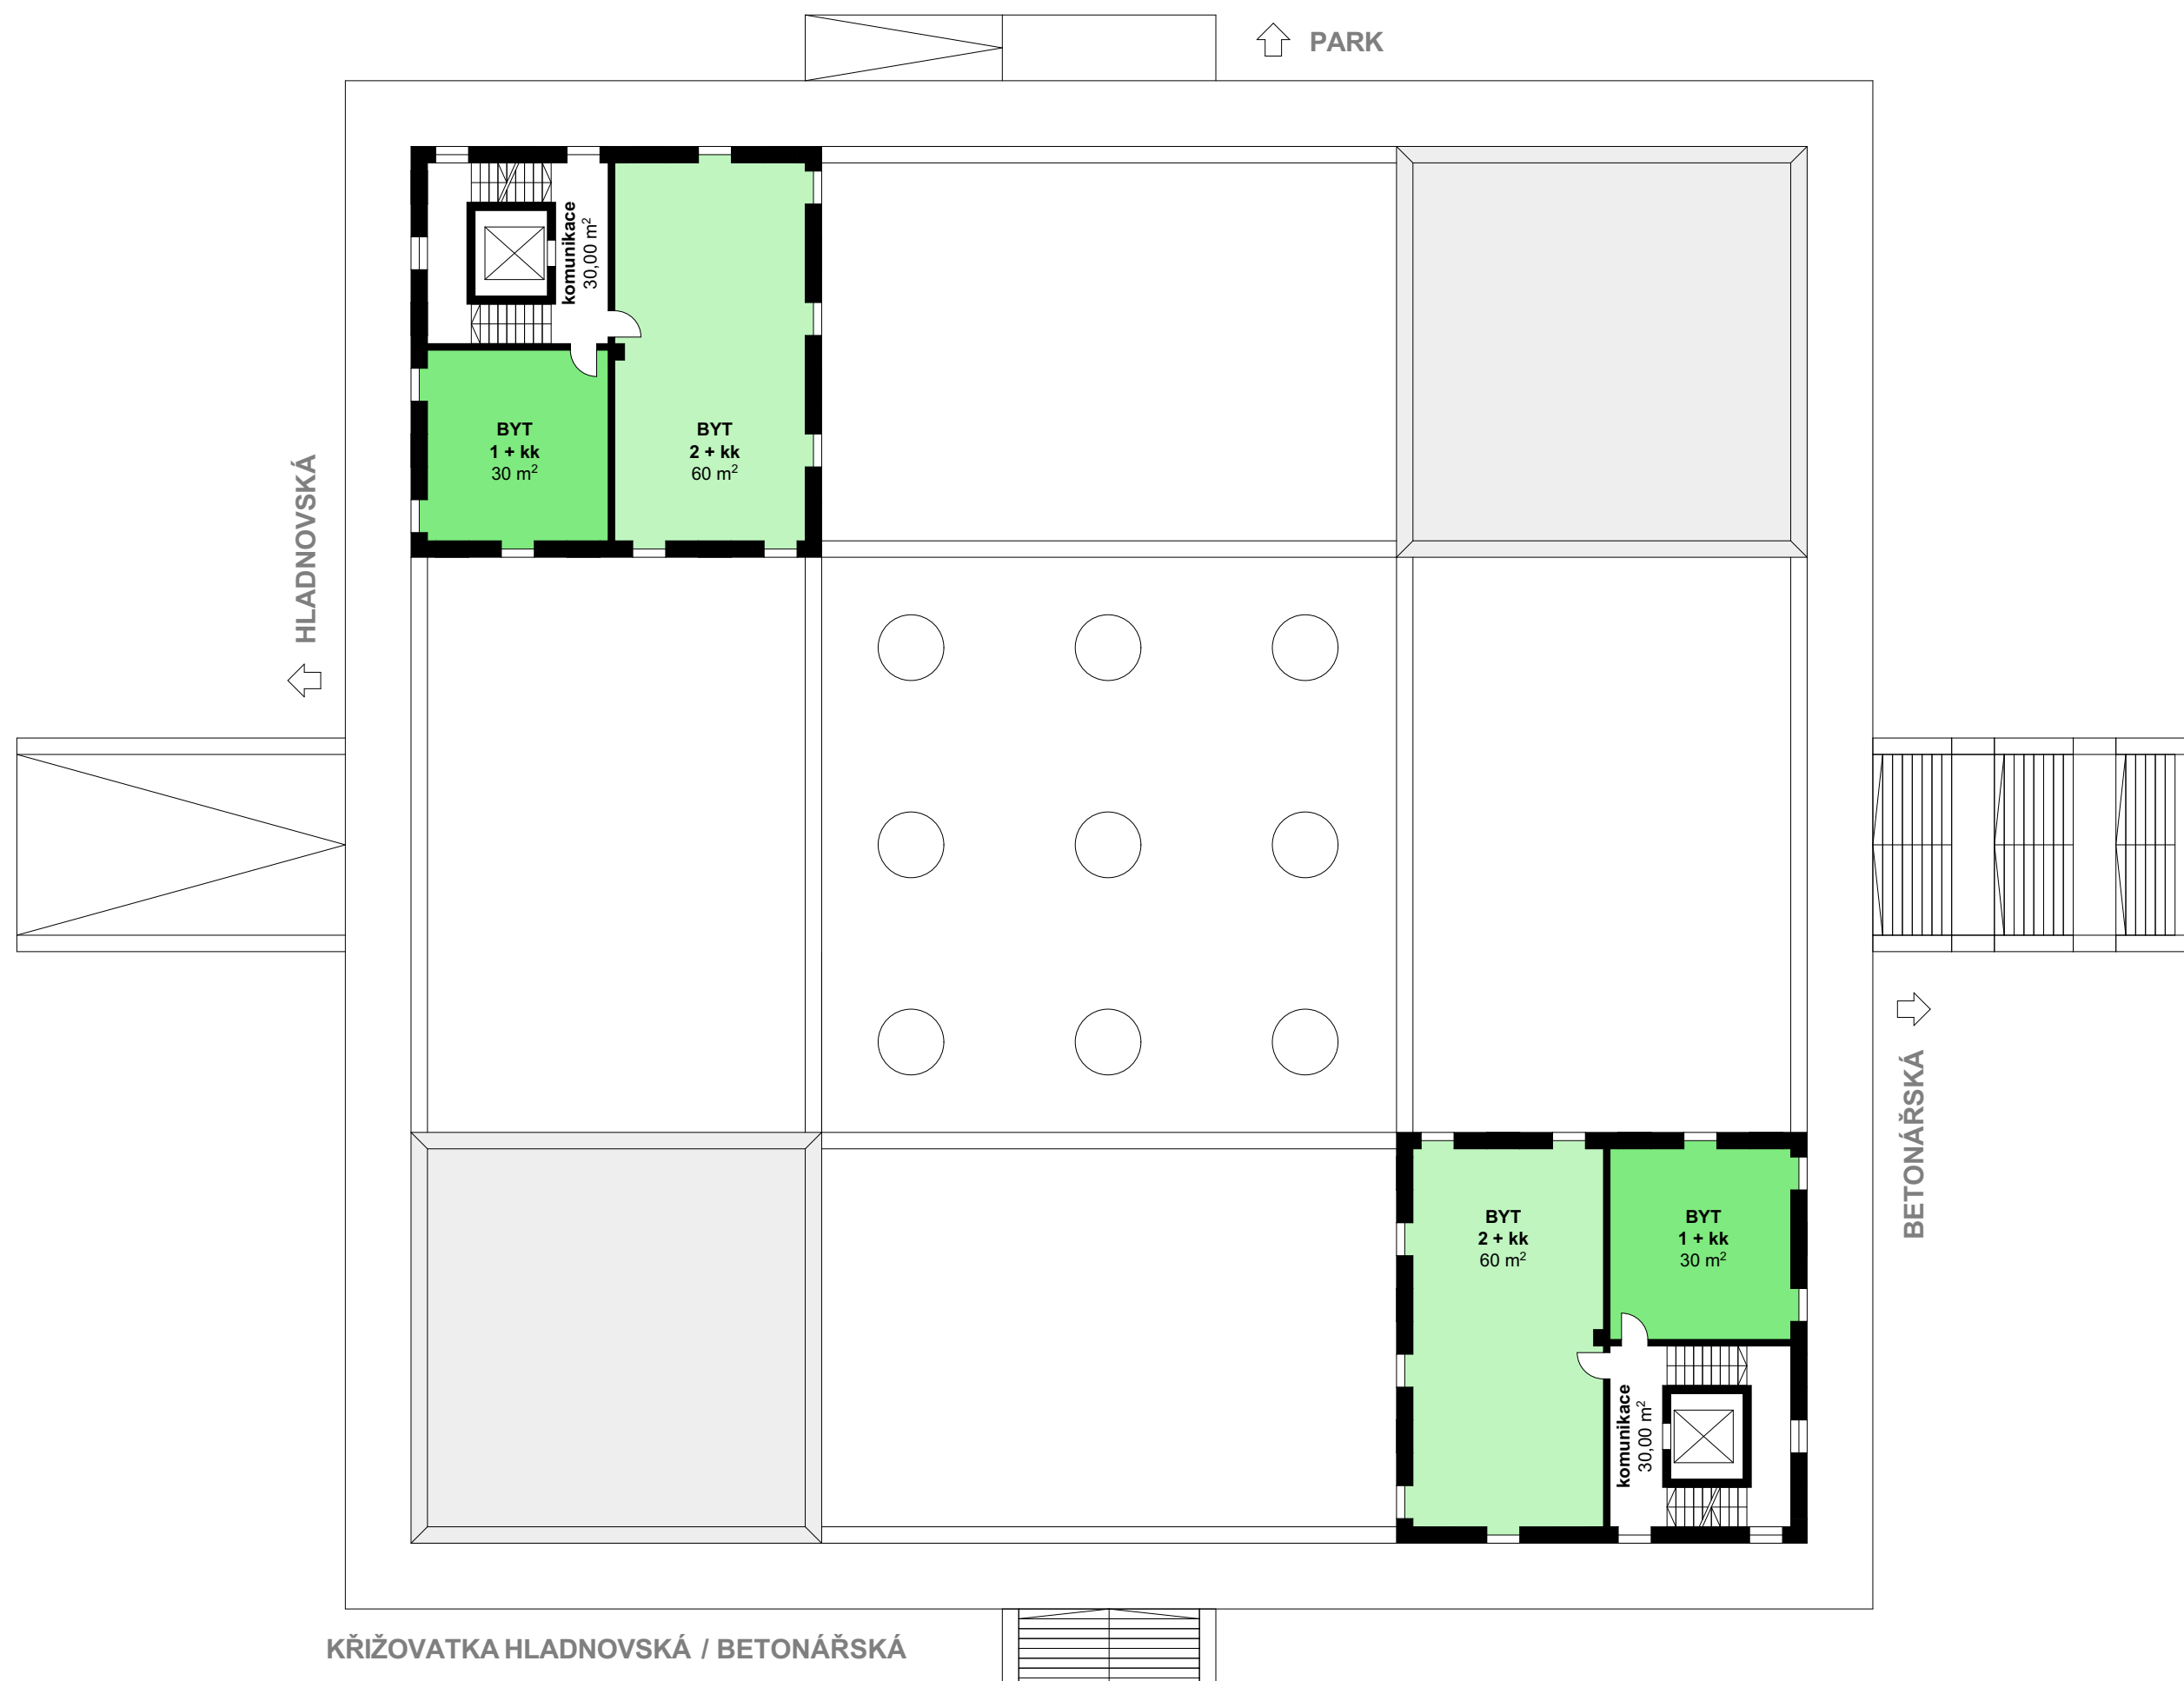 PARK
komunikace
30,00 m²
BYT
1 + kk
30 m²
BYT
2 + kk
60 m²
HLADNOVSKÁ
BETONÁŘSKÁ
BYT
2 + kk
60 m²
BYT
1 + kk
30 m²
komunikace
30,00 m²
KŘIŽOVATKA HLADNOVSKÁ / BETONÁŘSKÁ